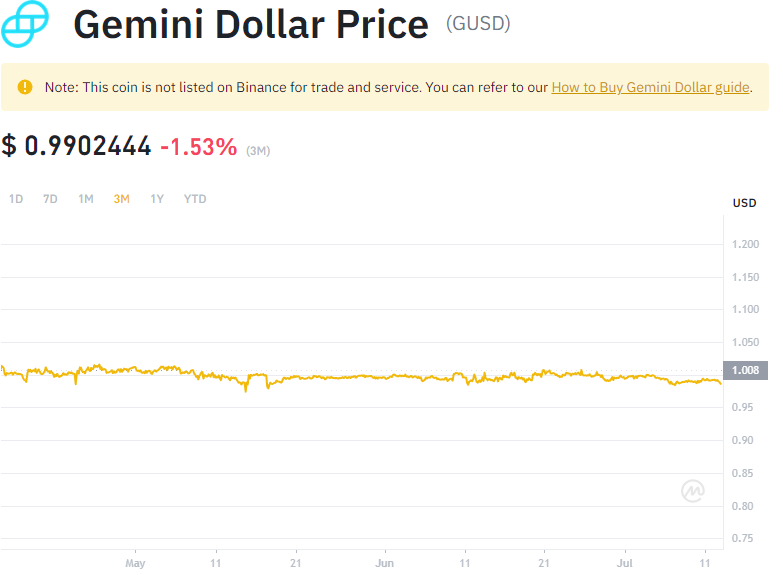 Gemini Dollar Price (GUSD)
Note: This coin is not listed on Binance for trade and service. You can refer to our How to Buy Gemini Dollar guide.
$ 0.9902444 -1.53% (3M)
1D 7D 1M 3M 1Y YTD
USD
1.200
1.150
1.100
1.050
1.008
0.95
0.90
0.85
0.80
0.75
May 11 21 Jun 11 21 Jul 11